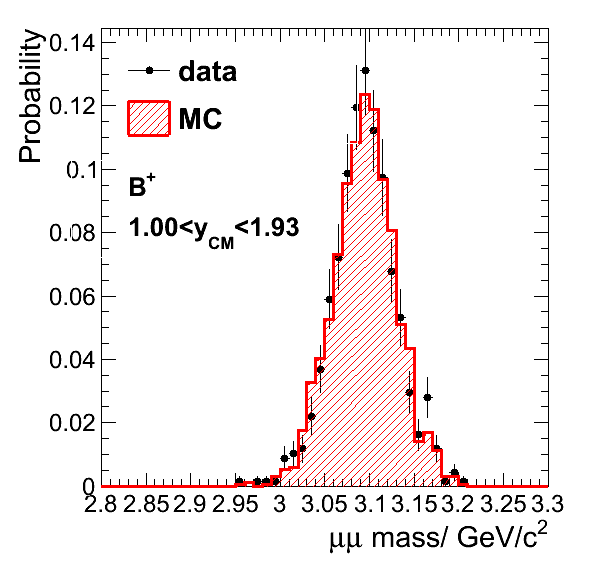 Probability
0.14
0.12
0.1
0.08
0.06
0.04
0.02
0
data
MC
B+
1.00<yCM<1.93
2.8 2.85 2.9 2.95 3 3.05 3.1 3.15 3.2 3.25 3.3
μμ mass/ GeV/c2